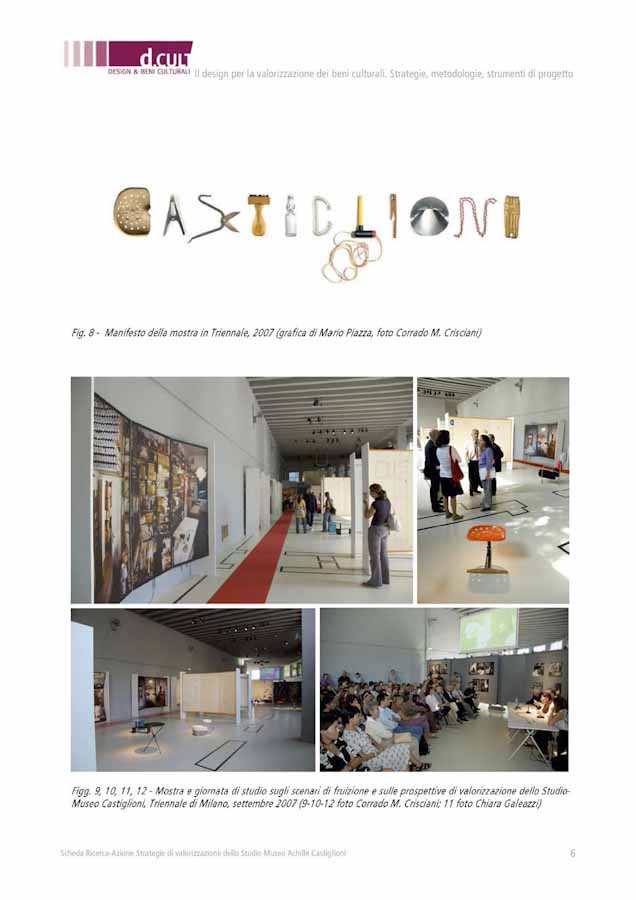 d.CULT
DESIGN & BENI CULTURALI
Il design per la valorizzazione dei beni culturali. Strategie, metodologie, strumenti di progetto
CASTIGLIONI
Fig. 8 - Manifesto della mostra in Triennale, 2007 (grafica di Mario Piazza, foto Corrado M. Crisciani)
Figg. 9, 10, 11, 12 - Mostra e giornata di studio sugli scenari di fruizione e sulle prospettive di valorizzazione dello Studio-
Museo Castiglioni, Triennale di Milano, settembre 2007 (9-10-12 foto Corrado M. Crisciani; 11 foto Chiara Galeazzi)
Scheda Ricerca-Azione Strategie di valorizzazione dello Studio Museo Achille Castiglioni
6